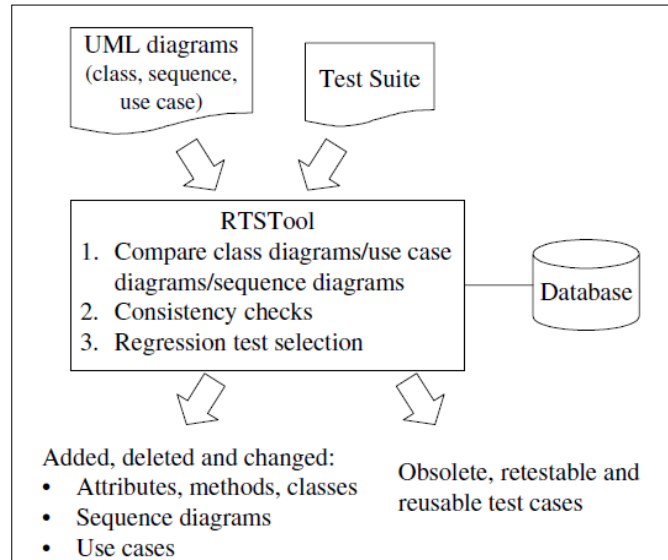 UML diagrams
(class, sequence,
use case)
Test Suite
RTSTool
1. Compare class diagrams/use case
diagrams/sequence diagrams
2. Consistency checks
3. Regression test selection
Database
Added, deleted and changed:
• Attributes, methods, classes
• Sequence diagrams
• Use cases
Obsolete, retestable and
reusable test cases